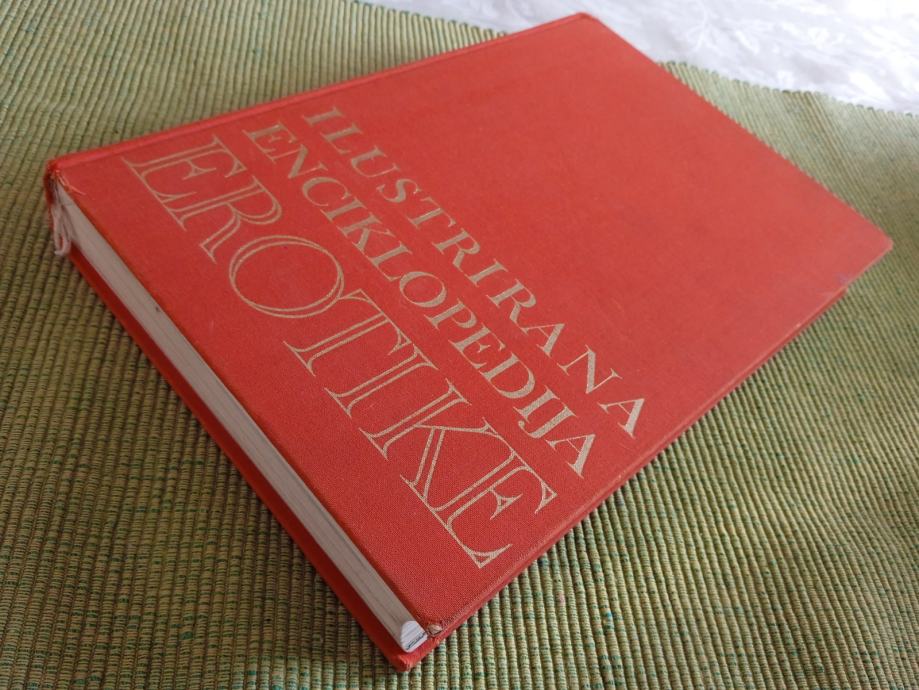 ILUSTRIRANA
ENCIKLOPEDIJA
EROTIKE